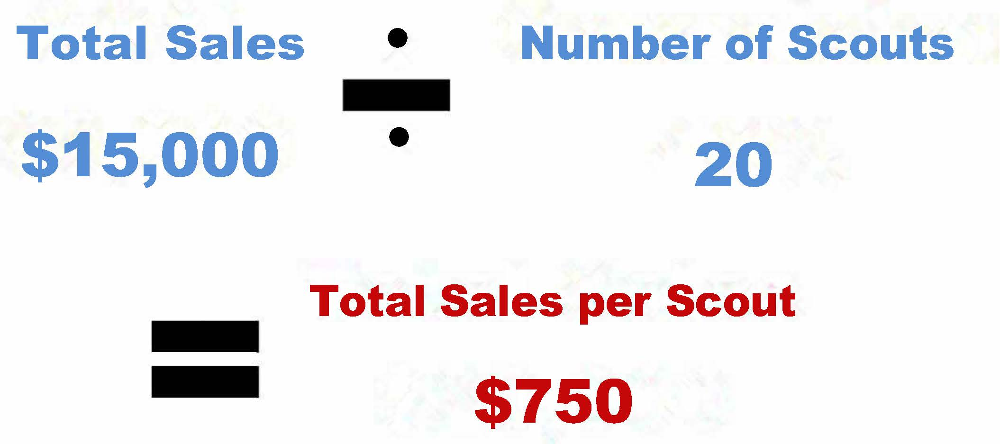 Total Sales ÷ Number of Scouts
$15,000 20
= Total Sales per Scout
$750